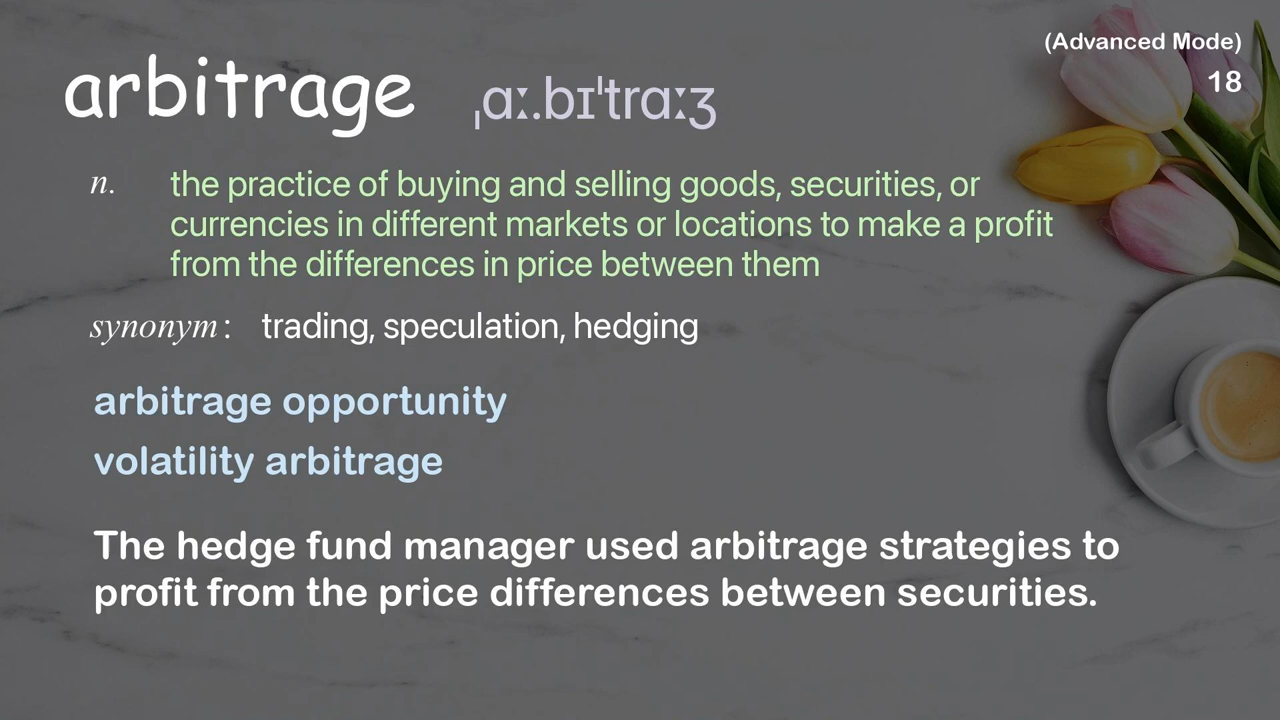 (Advanced Mode)
18
arbitrage ˌɑː.bɪˈtrɑːʒ
n. the practice of buying and selling goods, securities, or
currencies in different markets or locations to make a profit
from the differences in price between them
synonym: trading, speculation, hedging
arbitrage opportunity
volatility arbitrage
The hedge fund manager used arbitrage strategies to
profit from the price differences between securities.